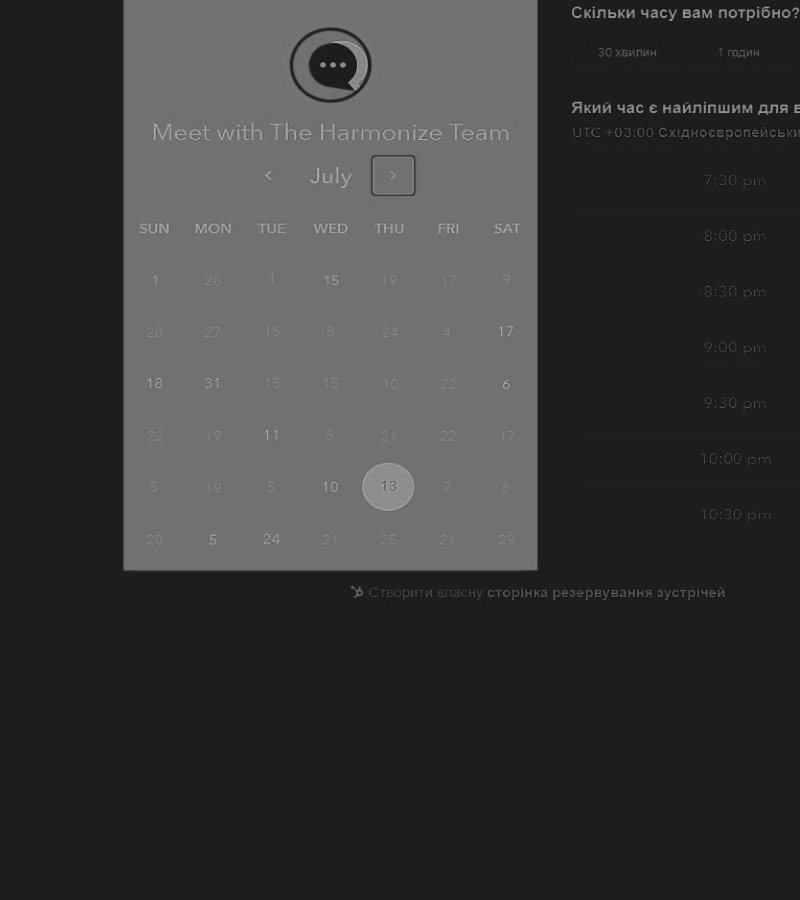 Meet with The Harmonize Team
July
SUN MON TUE WED THU FRI SAT
1 28 1 15 19 17 9
28 27 15 8 24 4 17
18 31 15 15 10 22 6
22 19 11 5 21 22 17
5 19 5 10 13 7 6
20 5 24 21 25 21 29
Скільки часу вам потрібно?
30 хвилин 1 годин
Який час є найліпшим для в
UTC +03:00 Східноєвропейськи
7:30 pm
8:00 pm
8:30 pm
9:00 pm
9:30 pm
10:00 pm
10:30 pm
Створити власну сторінка резервування зустрічей